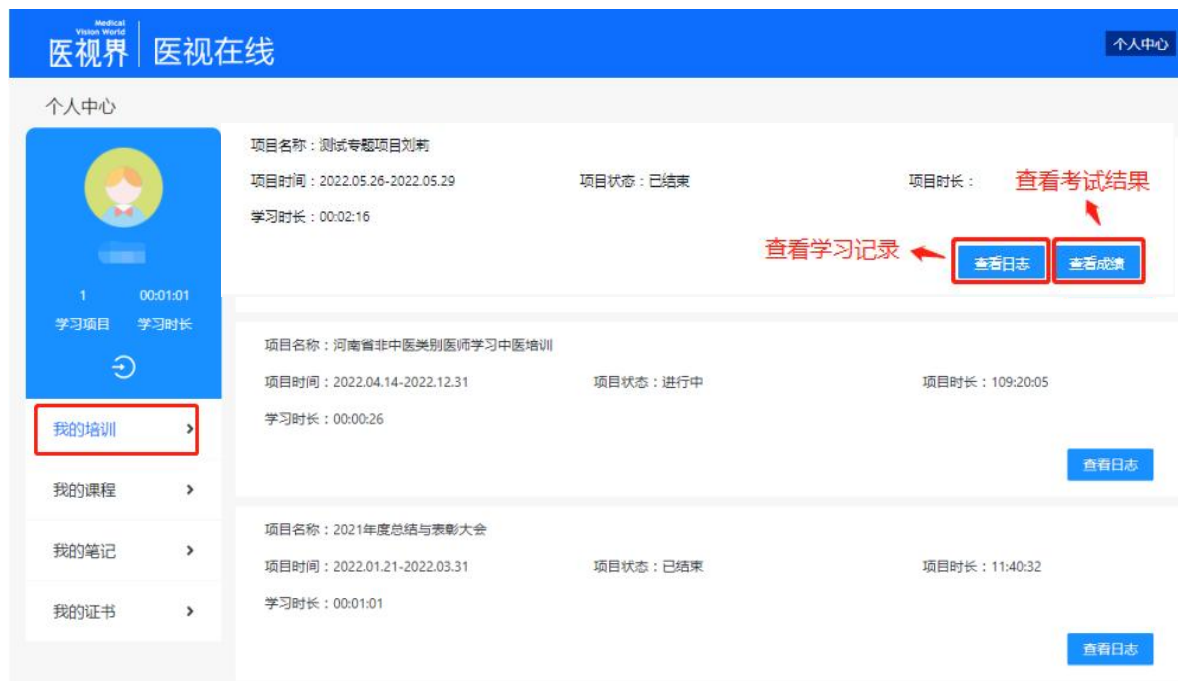 Medical
Vision World
医视界 医视在线
个人中心
个人中心
项目名称：测试专题项目刘莉
项目时间：2022.05.26-2022.05.29 项目状态：已结束 项目时长： 查看考试结果
学习时长：00:02:16
查看学习记录 查看日志 查看成绩
1 00:01:01
学习项目 学习时长
项目名称：河南省非中医类别医师学习中医培训
项目时间：2022.04.14-2022.12.31 项目状态：进行中 项目时长：109:20:05
学习时长：00:00:26
查看日志
我的培训
我的课程
我的笔记
我的证书
项目名称：2021年度总结与表彰大会
项目时间：2022.01.21-2022.03.31 项目状态：已结束 项目时长：11:40:32
学习时长：00:01:01
查看日志